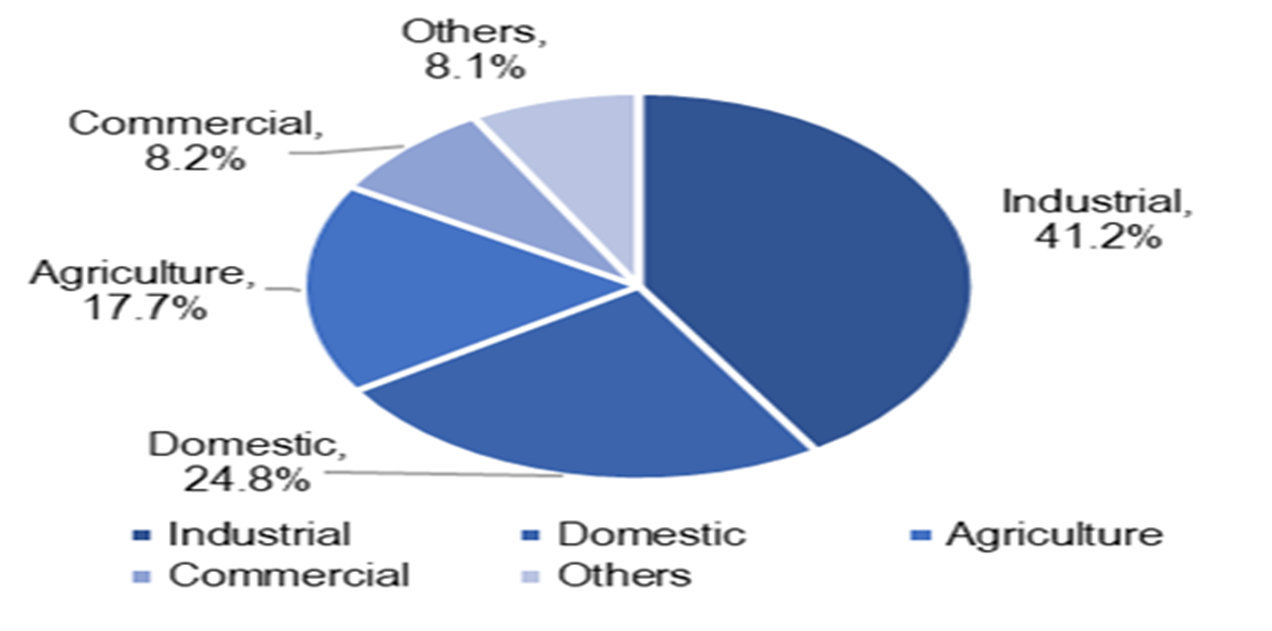 Others,
8.1%
Commercial,
8.2%
Industrial,
41.2%
Agriculture,
17.7%
Domestic,
24.8%
Industrial Domestic Agriculture
Commercial Others